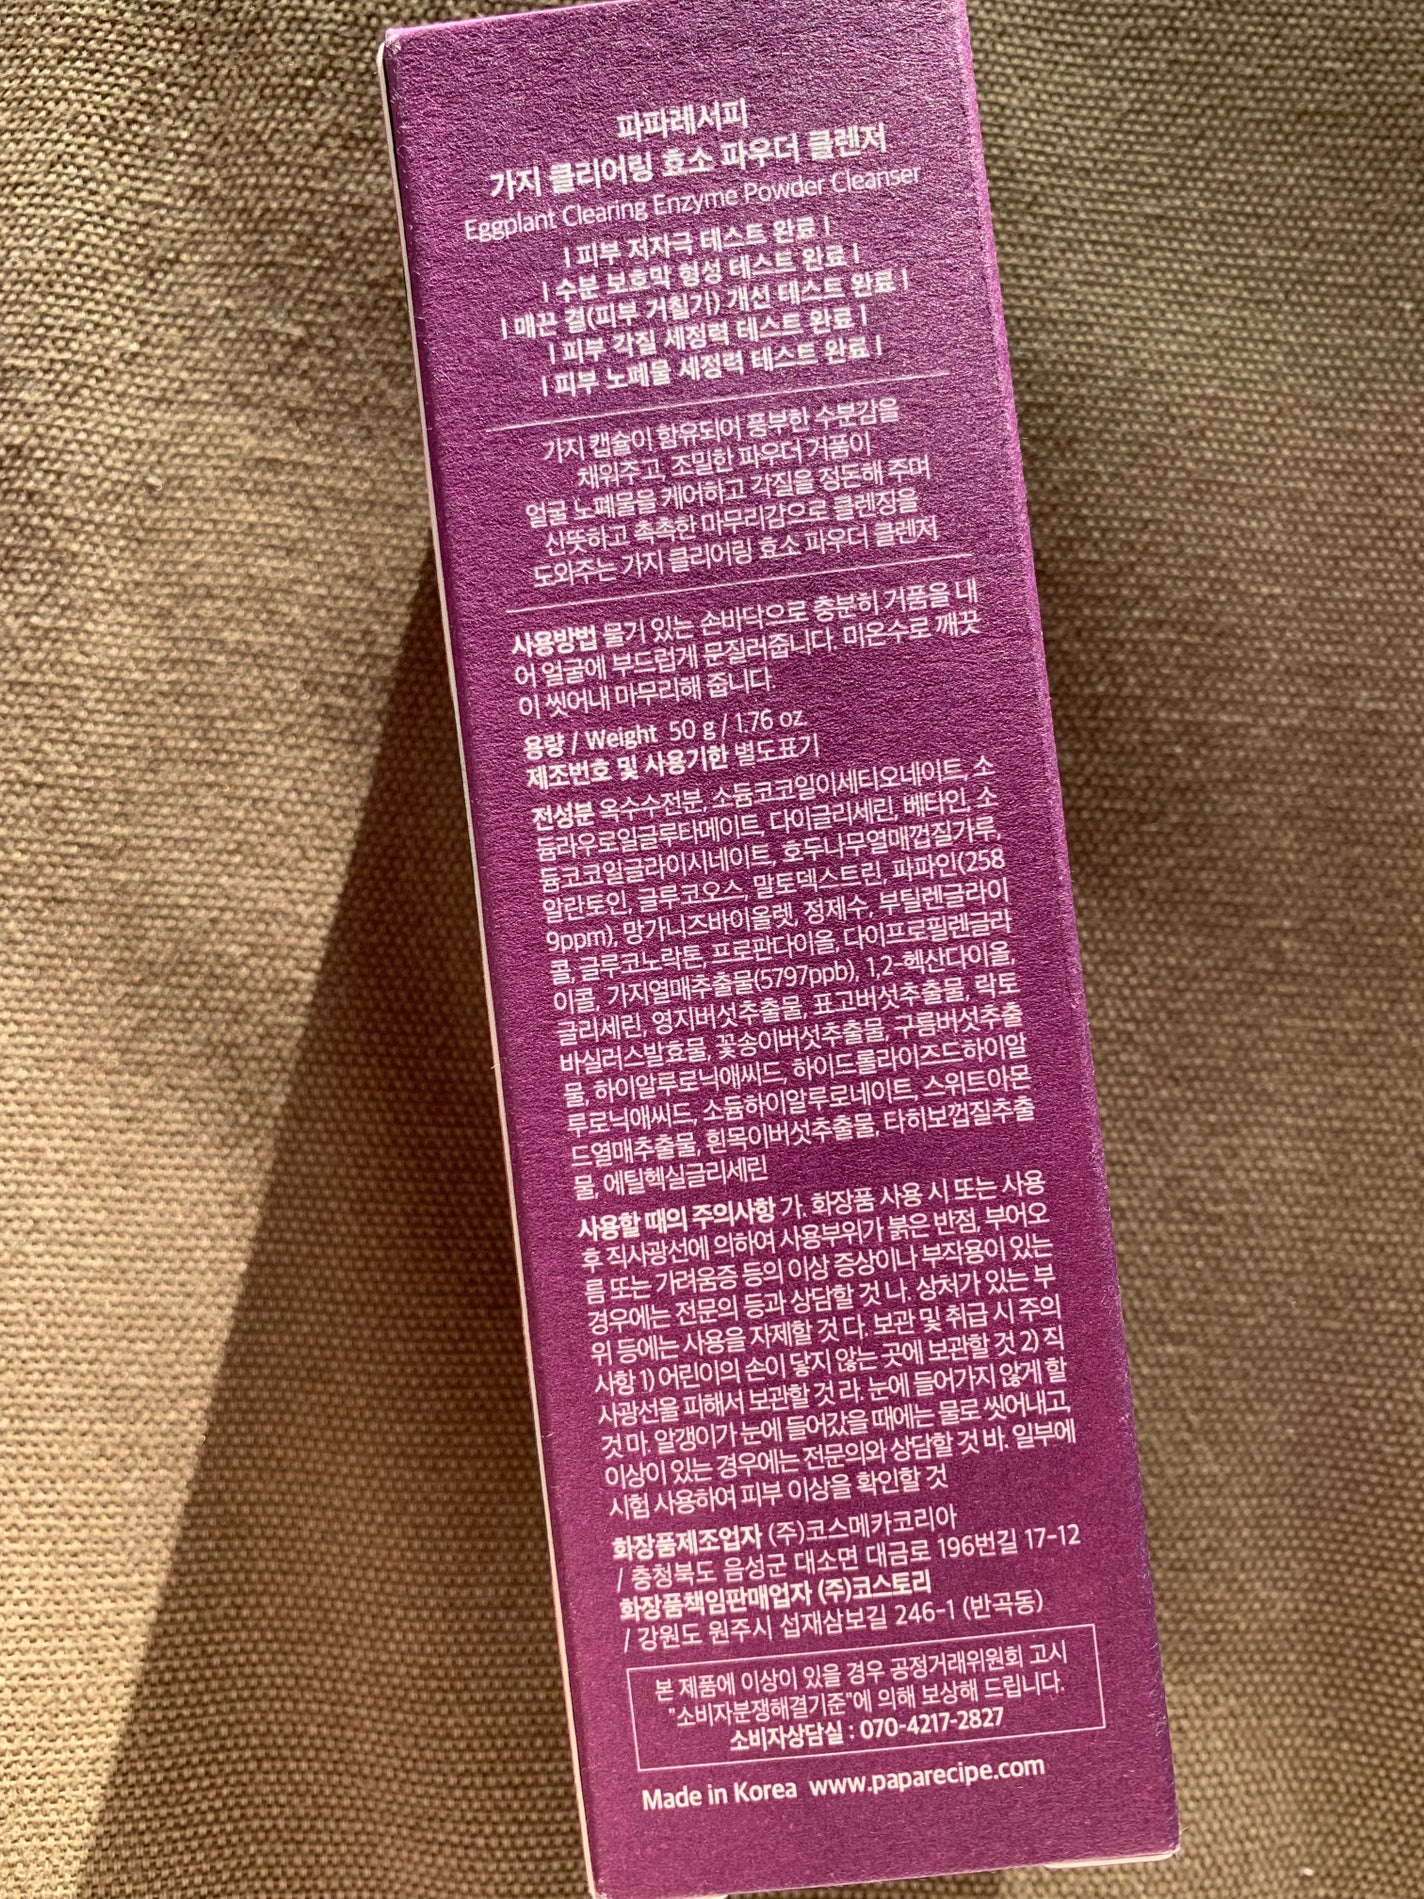 파파레서피
가지 클리어링 효소 파우더 클렌저
Eggplant Clearing Enzyme Powder Cleanser
I 피부 저자극 테스트 완료 I
I 수분 보호막 형성 테스트 완료 I
I 매끈 결(피부 거칠기) 개선 테스트 완료 I
I 피부 각질 세정력 테스트 완료 I
I 피부 노폐물 세정력 테스트 완료 I
가지 캡슐이 함유되어 풍부한 수분감을
채워주고, 조밀한 파우더 거품이
얼굴 노폐물을 케어하고 각질을 정돈해 주며
산뜻하고 촉촉한 마무리감으로 클렌징을
도와주는 가지 클리어링 효소 파우더 클렌저
사용방법 물기 있는 손바닥으로 충분히 거품을 내
어 얼굴에 부드럽게 문질러줍니다. 미온수로 깨끗
이 씻어내 마무리해 줍니다.
용량 / Weight 50 g / 1.76 oz
제조번호 및 사용기한 별도표기
전성분 옥수수전분, 소듐코코일이세티오네이트, 소
듐라우로일글루타메이트, 다이글리세린, 베타인, 소
듐코코일글라이시네이트, 호두나무열매껍질가루,
알란토인, 글루코오스, 말토덱스트린, 파파인(258
9ppm), 망가니즈바이올렛, 정제수, 부틸렌글라이
콜, 글루코노락톤, 프로판다이올, 다이프로필렌글라
이콜, 가지열매추출물(5797ppb), 1,2-헥산다이올,
글리세린, 영지버섯추출물, 표고버섯추출물, 락토
바실러스발효물, 꽃송이버섯추출물, 구름버섯추출
물, 하이알루로닉애씨드, 하이드롤라이즈드하이알
루로닉애씨드, 소듐하이알루로네이트, 스위트아몬
드열매추출물, 흰목이버섯추출물, 타히보껍질추출
물, 에틸헥실글리세린
사용할 때의 주의사항 가. 화장품 사용 시 또는 사용
후 직사광선에 의하여 사용부위가 붉은 반점, 부어오
름 또는 가려움증 등의 이상 증상이나 부작용이 있는
경우에는 전문의 등과 상담할 것 나. 상처가 있는 부
위 등에는 사용을 자제할 것 다. 보관 및 취급 시 주의
사항 1) 어린이의 손이 닿지 않는 곳에 보관할 것 2) 직
사광선을 피해서 보관할 것 라. 눈에 들어가지 않게 할
것 마. 알갱이가 눈에 들어갔을 때에는 물로 씻어내고,
이상이 있는 경우에는 전문의와 상담할 것 바. 일부에
시험 사용하여 피부 이상을 확인할 것
화장품제조업자 (주)코스메카코리아
/ 충청북도 음성군 대소면 대금로 196번길 17-12
화장품책임판매업자 (주)코스토리
/ 강원도 원주시 섭재삼보길 246-1 (반곡동)
본 제품에 이상이 있을 경우 공정거래위원회 고시
"소비자분쟁해결기준"에 의해 보상해 드립니다.
소비자상담실 : 070-4217-2827
Made in Korea www.paparecipe.com